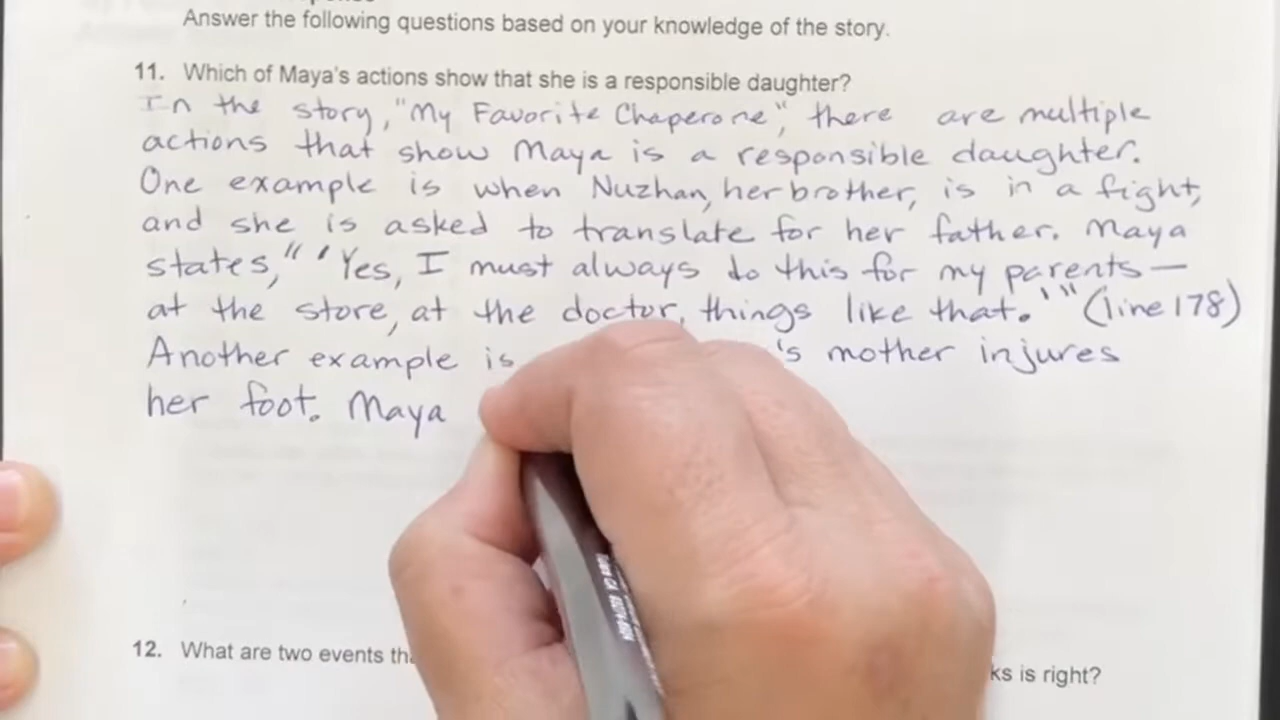 Answer the following questions based on your knowledge of the story.
11. Which of Maya's actions show that she is a responsible daughter?
In the story, "My Favorite Chaperone", there are multiple
actions that show Maya is a responsible daughter.
One example is when Nuzhan, her brother, is in a fight,
and she is asked to translate for her father. Maya
states, " 'Yes, I must always do this for my parents—
at the store, at the doctor, things like that.' " (line 178)
Another example is 's mother injures
her foot. Maya
12. What are two events is right?